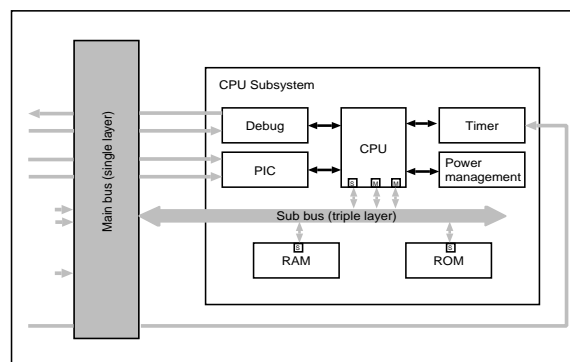 Main bus (single layer)
CPU Subsystem
Debug
CPU
Timer
PIC
Power
management
S
M
M
Sub bus (triple layer)
S
RAM
S
ROM